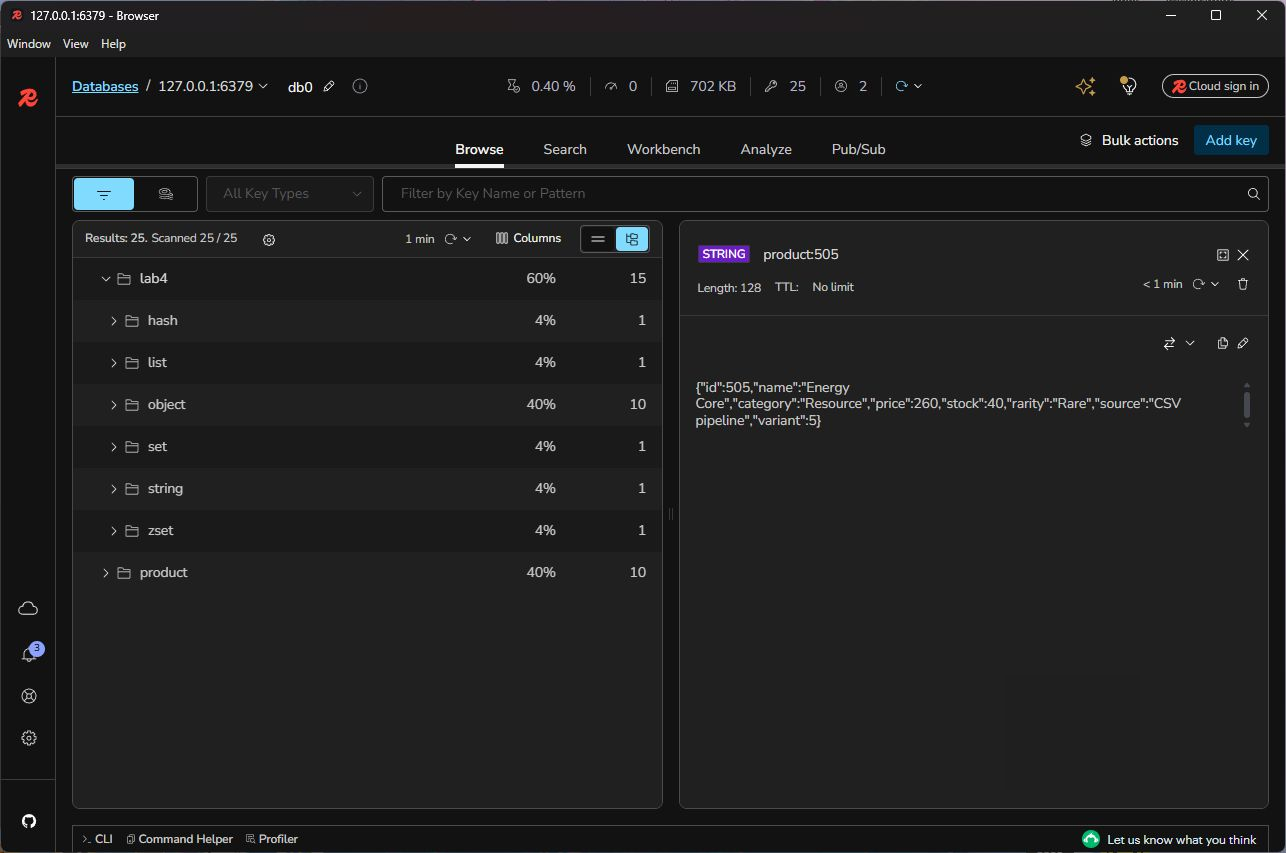 127.0.0.1:6379 - Browser
Window View Help
Databases / 127.0.0.1:6379 db0 0.40 % 0 702 KB 25 2 Cloud sign in
Browse Search Workbench Analyze Pub/Sub Bulk actions Add key
All Key Types Filter by Key Name or Pattern
Results: 25. Scanned 25 / 25 1 min Columns
lab4 60% 15
hash 4% 1
list 4% 1
object 40% 10
set 4% 1
string 4% 1
zset 4% 1
product 40% 10
STRING product:505
Length: 128 TTL: No limit < 1 min
{"id":505,"name":"Energy
Core","category":"Resource","price":260,"stock":40,"rarity":"Rare","source":"CSV
pipeline","variant":5}
3
CLI Command Helper Profiler Let us know what you think